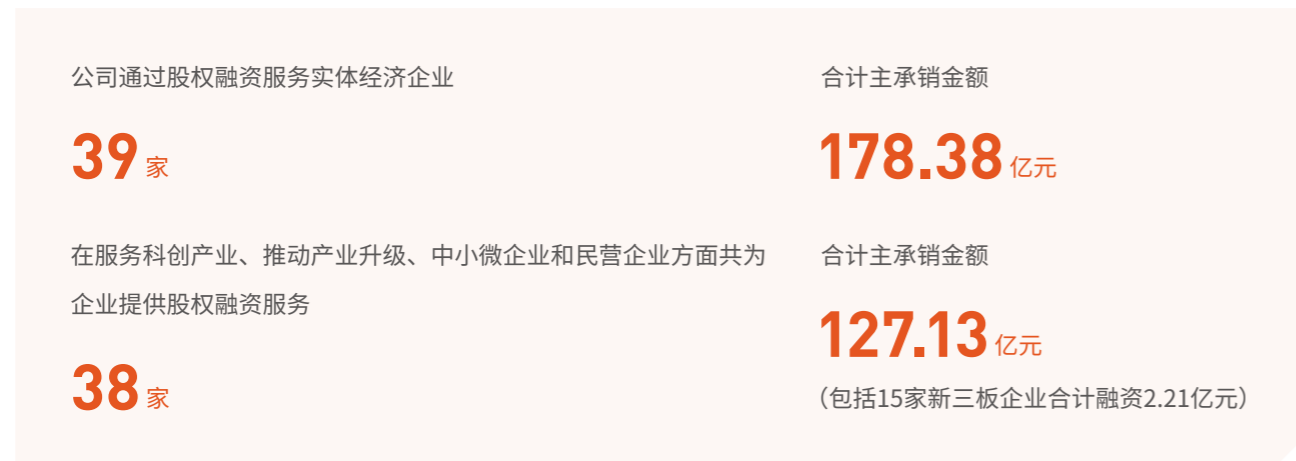 公司通过股权融资服务实体经济企业
39家
合计主承销金额
178.38亿元
在服务科创产业、推动产业升级、中小微企业和民营企业方面共为
企业提供股权融资服务
38家
合计主承销金额
127.13亿元
（包括15家新三板企业合计融资2.21亿元）